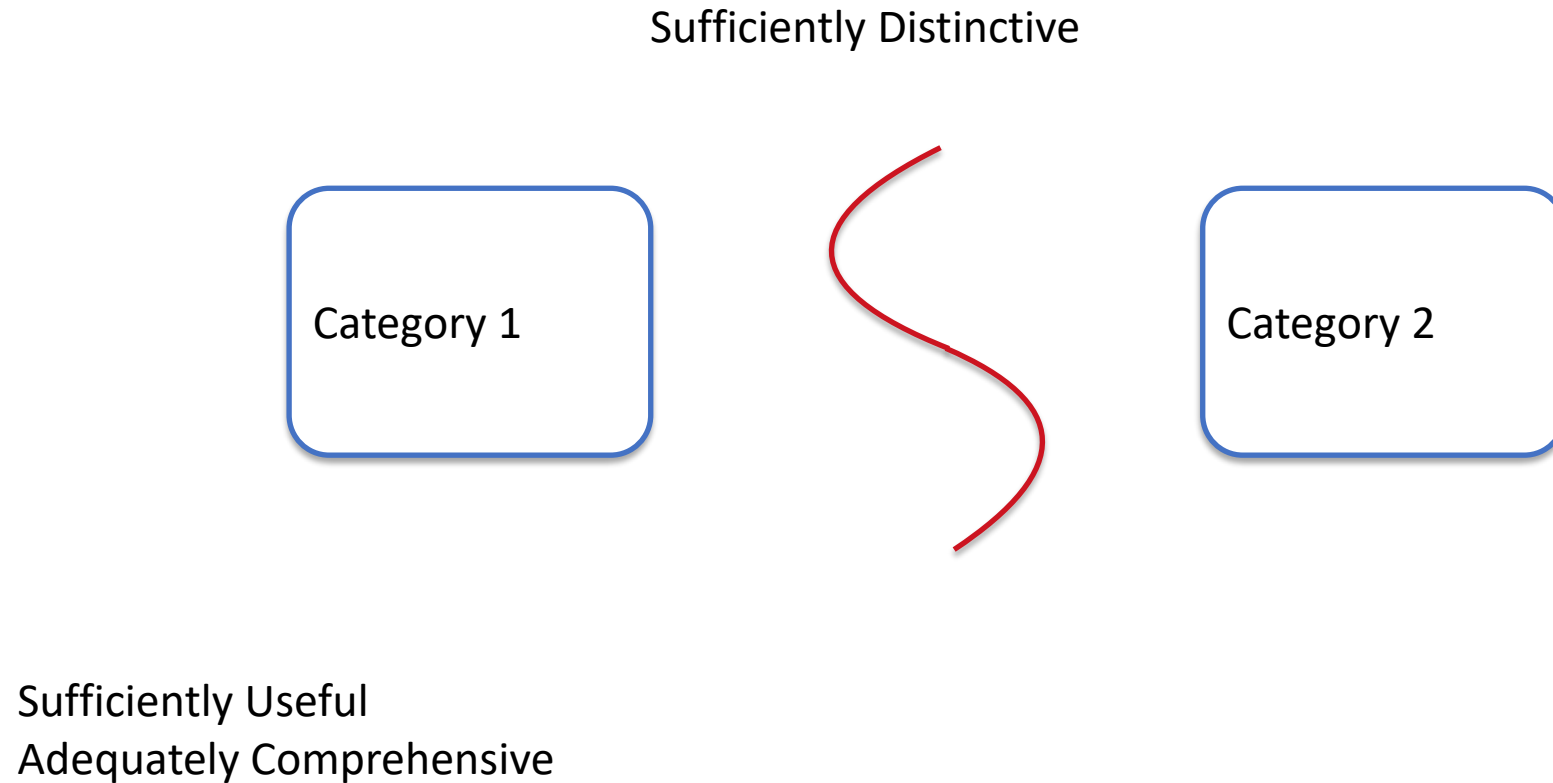 Sufficiently Distinctive
Category 1
Category 2
Sufficiently Useful
Adequately Comprehensive